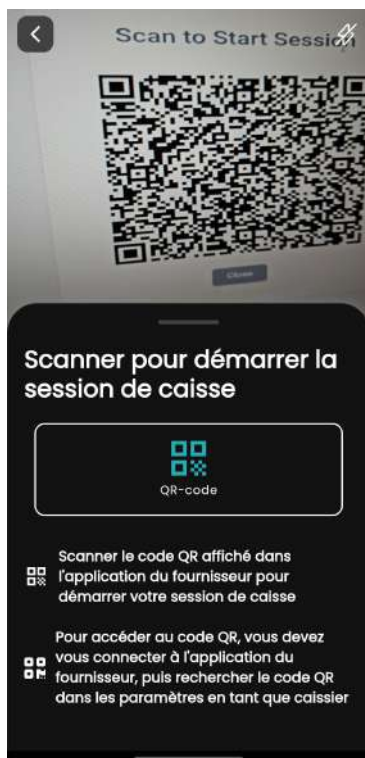 Scan to Start Session
Close
Scanner pour démarrer la
session de caisse
QR-code
Scanner le code QR affiché dans
l'application du fournisseur pour
démarrer votre session de caisse
Pour accéder au code QR, vous devez
vous connecter à l'application du
fournisseur, puis rechercher le code QR
dans les paramètres en tant que caissier